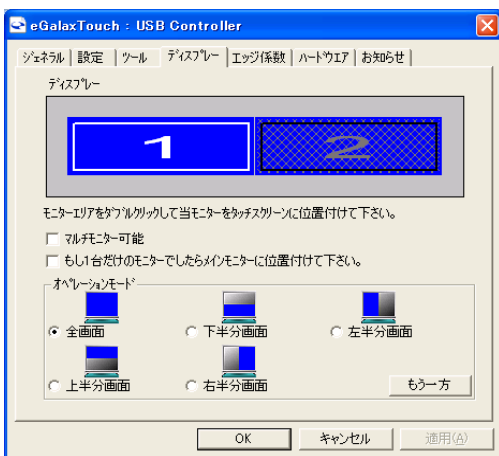 eGalaxTouch : USB Controller
ジェネラル 設定 ツール ディスプレー エッジ係数 ハードウエア お知らせ
ディスプレー
1 2
モニターエリアをダブルクリックして当モニターをタッチスクリーンに位置付けて下さい。
マルチモニター可能
もし1台だけのモニターでしたらメインモニターに位置付けて下さい。
オペレーションモード
全画面 下半分画面 左半分画面
上半分画面 右半分画面 もう一方
OK キャンセル 適用(A)